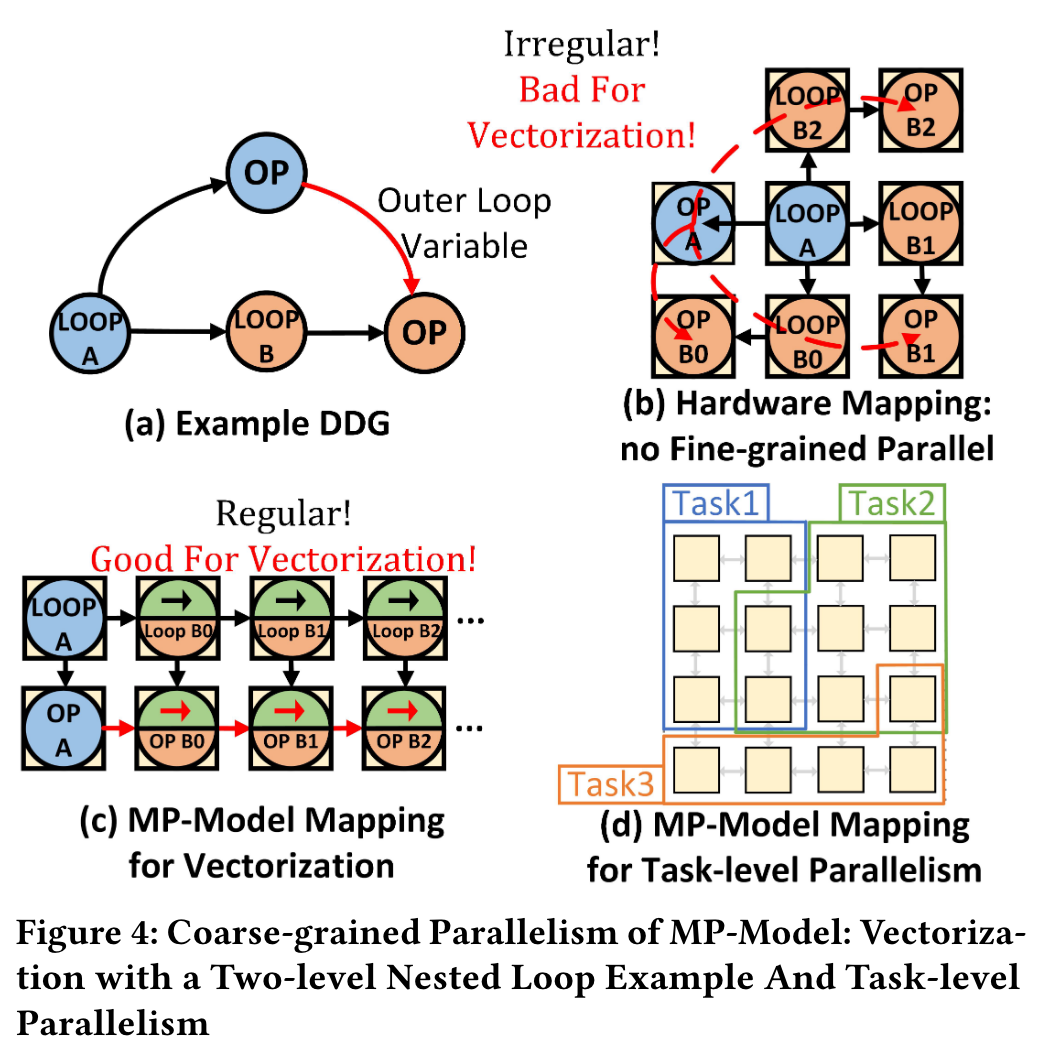 Irregular!
Bad For
Vectorization!
OP
Outer Loop
Variable
LOOP
A
LOOP
B
OP
(a) Example DDG
LOOP
B2
OP
B2
OP
A
LOOP
A
LOOP
B1
OP
B0
LOOP
B0
OP
B1
(b) Hardware Mapping:
no Fine-grained Parallel
Regular!
Good For Vectorization!
LOOP
A
Loop B0
Loop B1
Loop B2
...
OP
A
OP B0
OP B1
OP B2
...
(c) MP-Model Mapping
for Vectorization
Task1
Task2
Task3
(d) MP-Model Mapping
for Task-level Parallelism
Figure 4: Coarse-grained Parallelism of MP-Model: Vectoriza-
tion with a Two-level Nested Loop Example And Task-level
Parallelism